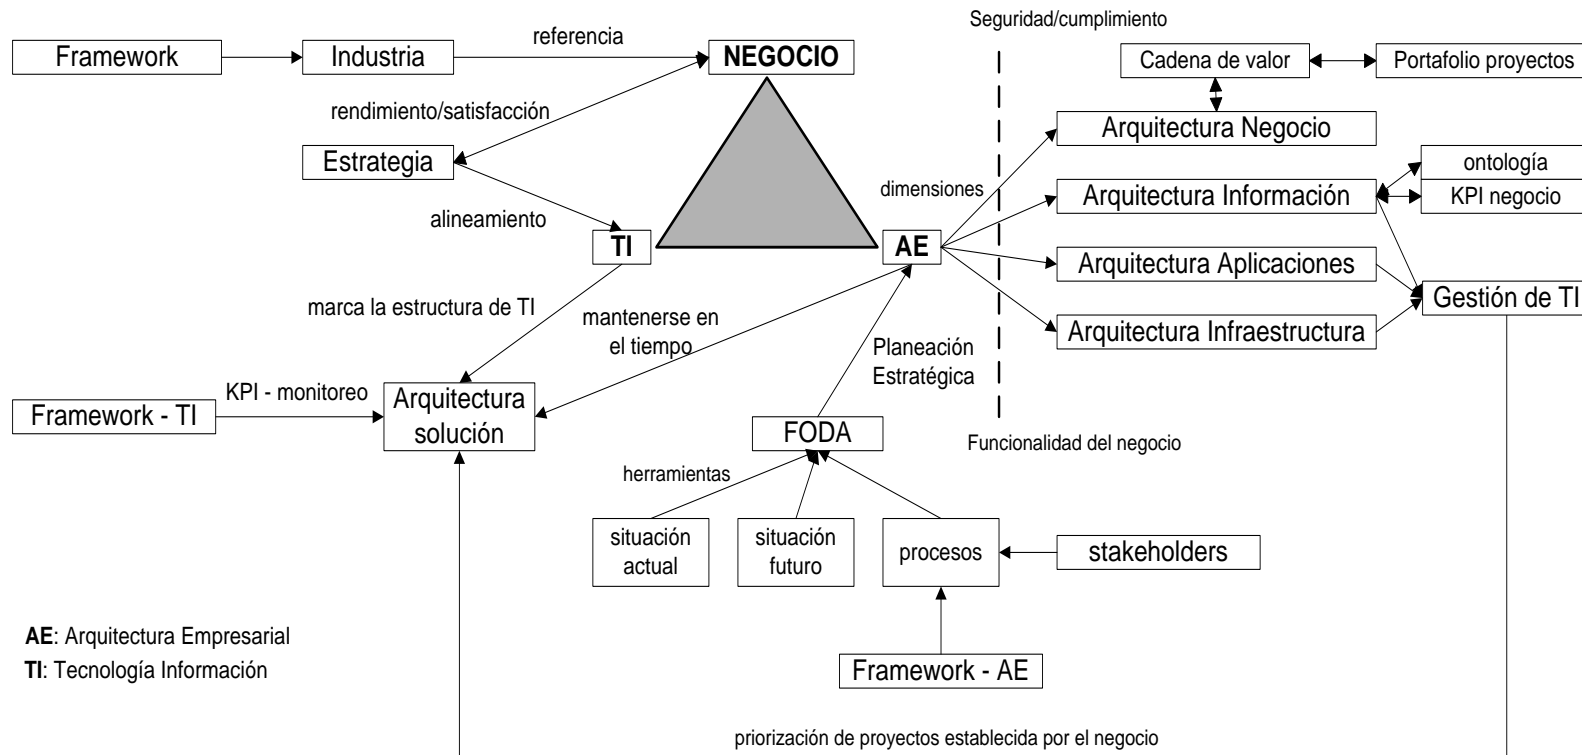 Seguridad/cumplimiento
Framework
Industria
referencia
NEGOCIO
Cadena de valor
Portafolio proyectos
rendimiento/satisfacción
Arquitectura Negocio
Estrategia
dimensiones
Arquitectura Información
ontología
KPI negocio
alineamiento
TI
AE
Arquitectura Aplicaciones
Gestión de TI
marca la estructura de TI
mantenerse en
el tiempo
Arquitectura Infraestructura
Planeación
Estratégica
KPI - monitoreo
Framework - TI
Arquitectura
solución
FODA
Funcionalidad del negocio
herramientas
situación
actual
situación
futuro
procesos
stakeholders
AE: Arquitectura Empresarial
TI: Tecnología Información
Framework - AE
priorización de proyectos establecida por el negocio